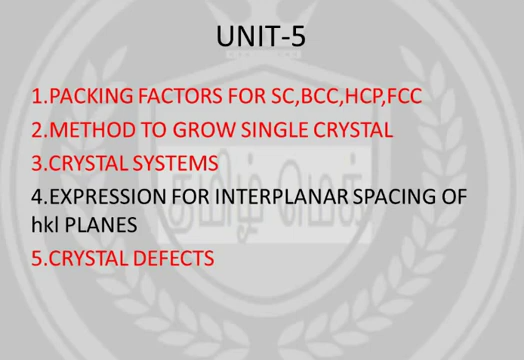 UNIT-5
1.PACKING FACTORS FOR SC,BCC,HCP,FCC
2.METHOD TO GROW SINGLE CRYSTAL
3.CRYSTAL SYSTEMS
4.EXPRESSION FOR INTERPLANAR SPACING OF
hkl PLANES
5.CRYSTAL DEFECTS